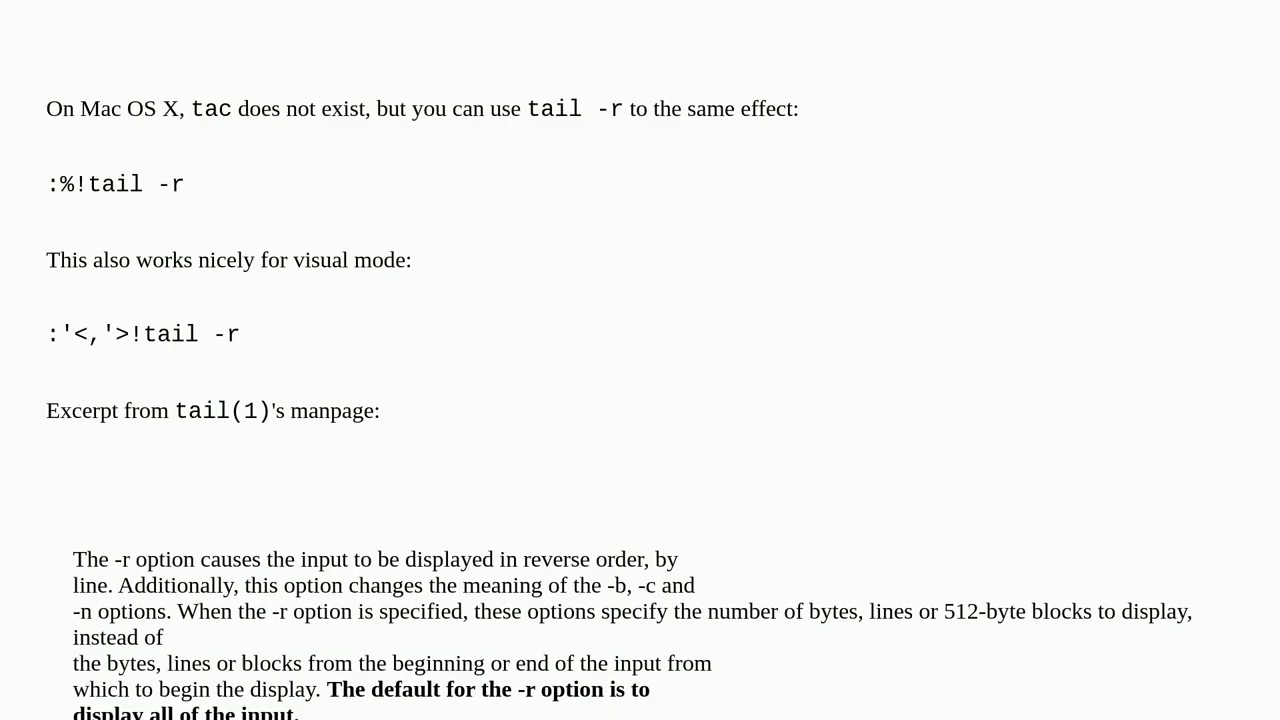 On Mac OS X, tac does not exist, but you can use tail -r to the same effect:
:%!tail -r
This also works nicely for visual mode:
:'<,'>!tail -r
Excerpt from tail(1)'s manpage:
The -r option causes the input to be displayed in reverse order, by
line. Additionally, this option changes the meaning of the -b, -c and
-n options. When the -r option is specified, these options specify the number of bytes, lines or 512-byte blocks to display,
instead of
the bytes, lines or blocks from the beginning or end of the input from
which to begin the display. The default for the -r option is to
display all of the input.